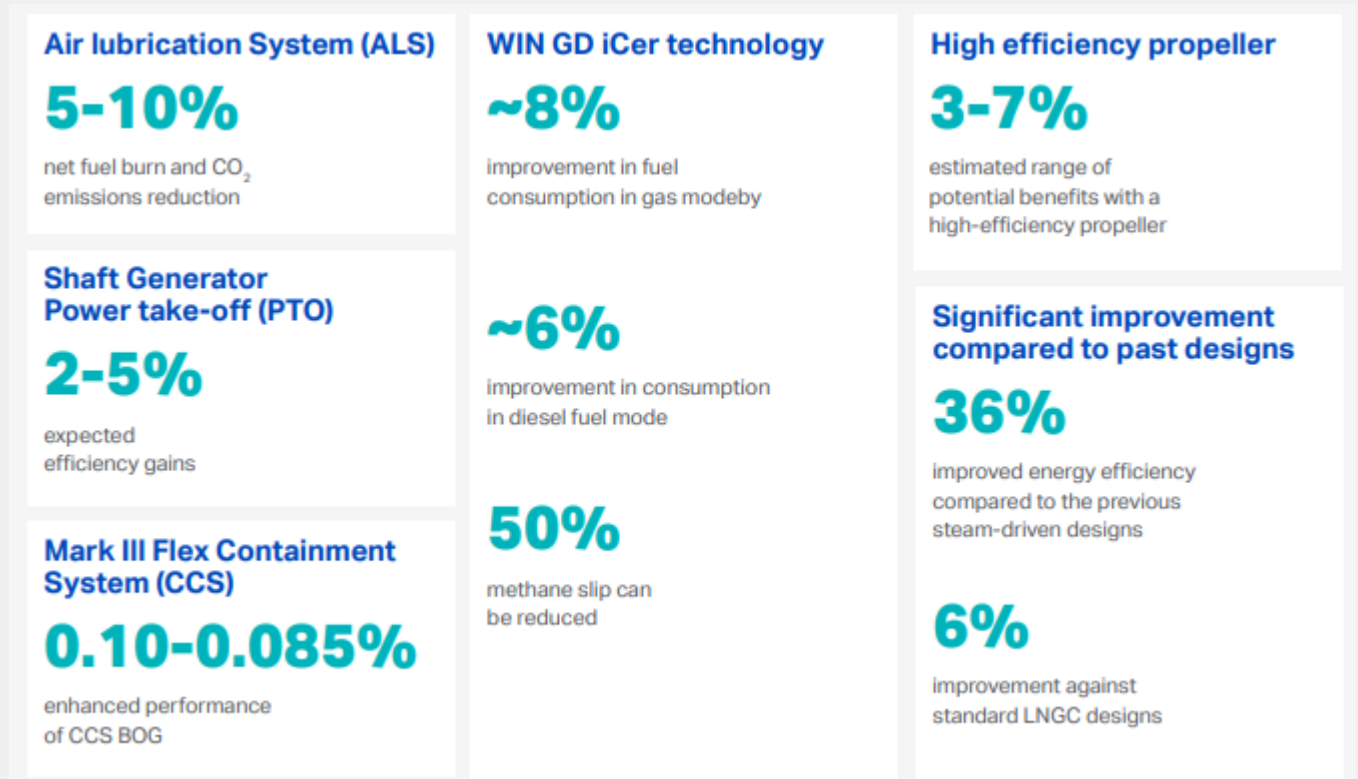 Air lubrication System (ALS)
5-10%
net fuel burn and CO₂
emissions reduction
Shaft Generator
Power take-off (PTO)
2-5%
expected
efficiency gains
Mark III Flex Containment
System (CCS)
0.10-0.085%
enhanced performance
of CCS BOG
WIN GD iCer technology
~8%
improvement in fuel
consumption in gas modeby
~6%
improvement in consumption
in diesel fuel mode
50%
methane slip can
be reduced
High efficiency propeller
3-7%
estimated range of
potential benefits with a
high-efficiency propeller
Significant improvement
compared to past designs
36%
improved energy efficiency
compared to the previous
steam-driven designs
6%
improvement against
standard LNGC designs